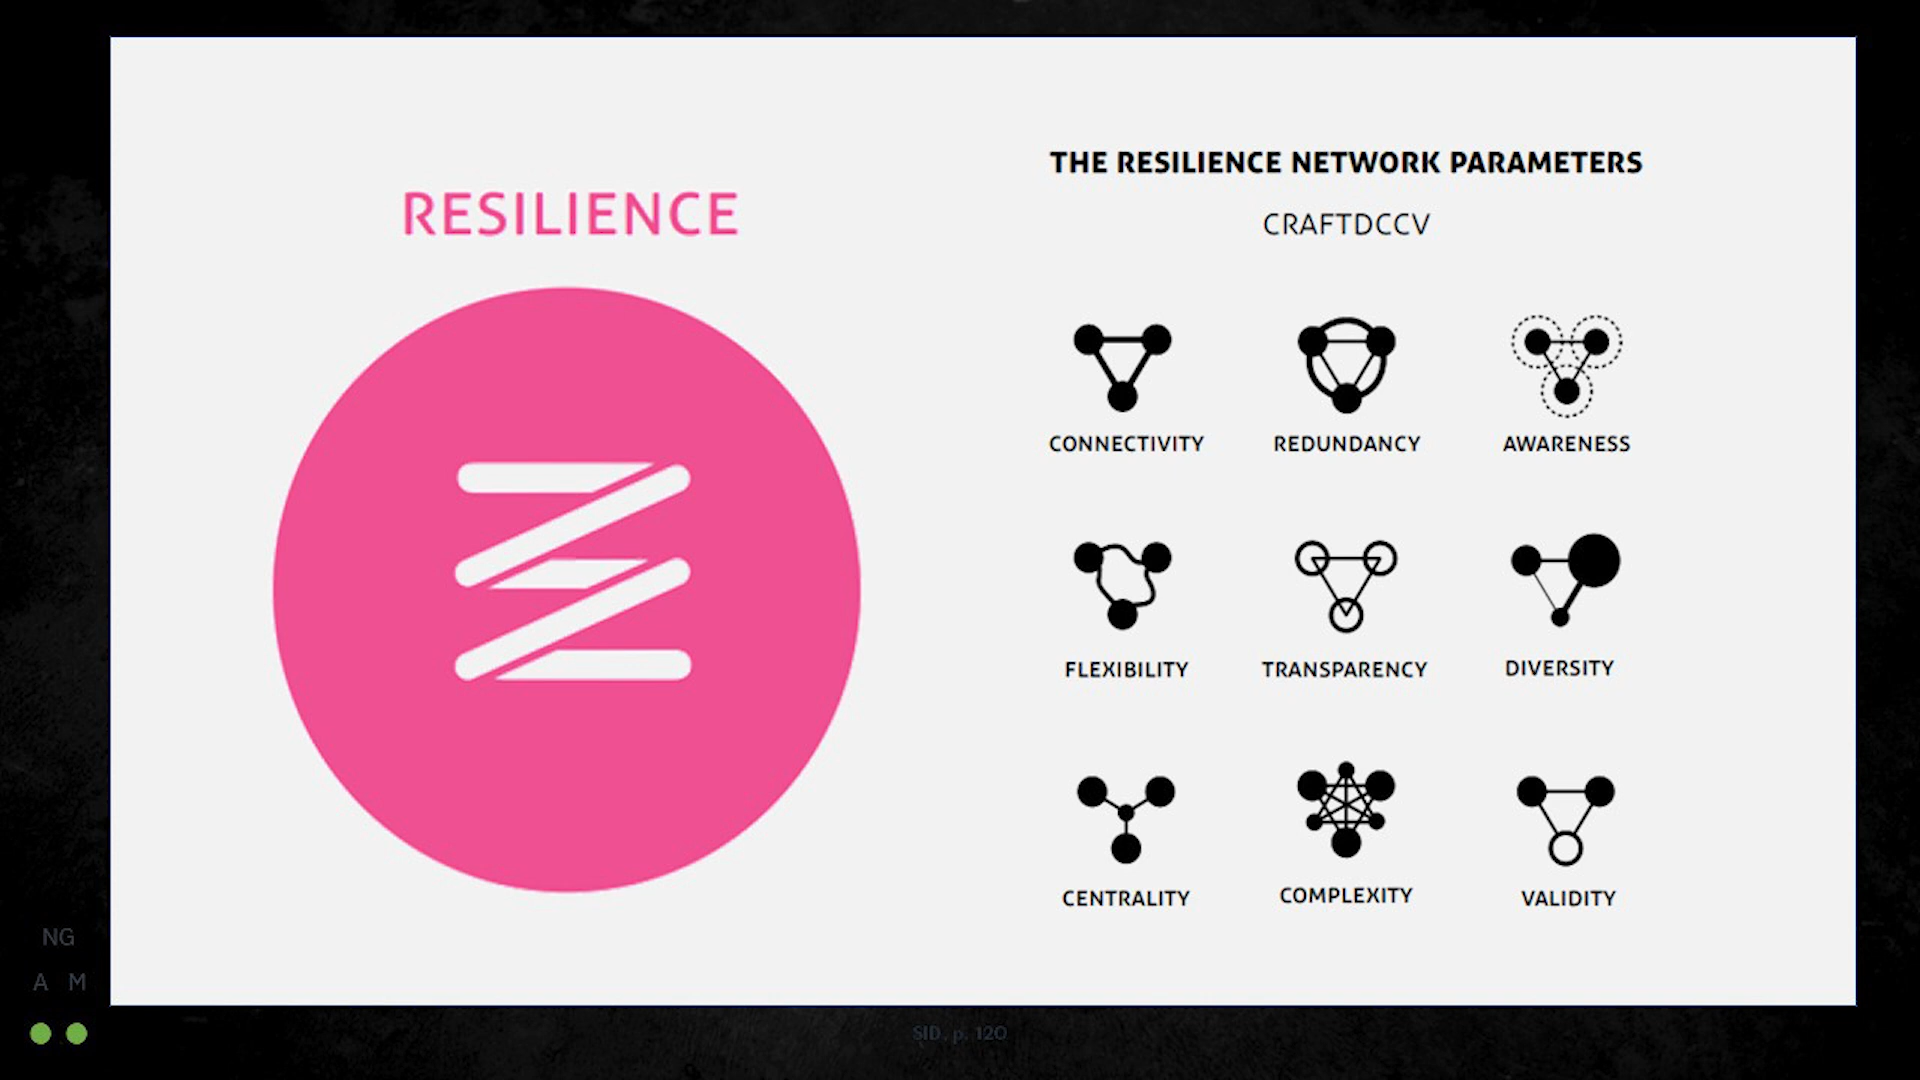 RESILIENCE
THE RESILIENCE NETWORK PARAMETERS
CRAFTDCCV
CONNECTIVITY
REDUNDANCY
AWARENESS
FLEXIBILITY
TRANSPARENCY
DIVERSITY
CENTRALITY
COMPLEXITY
VALIDITY
NG
A M
SID, p. 120